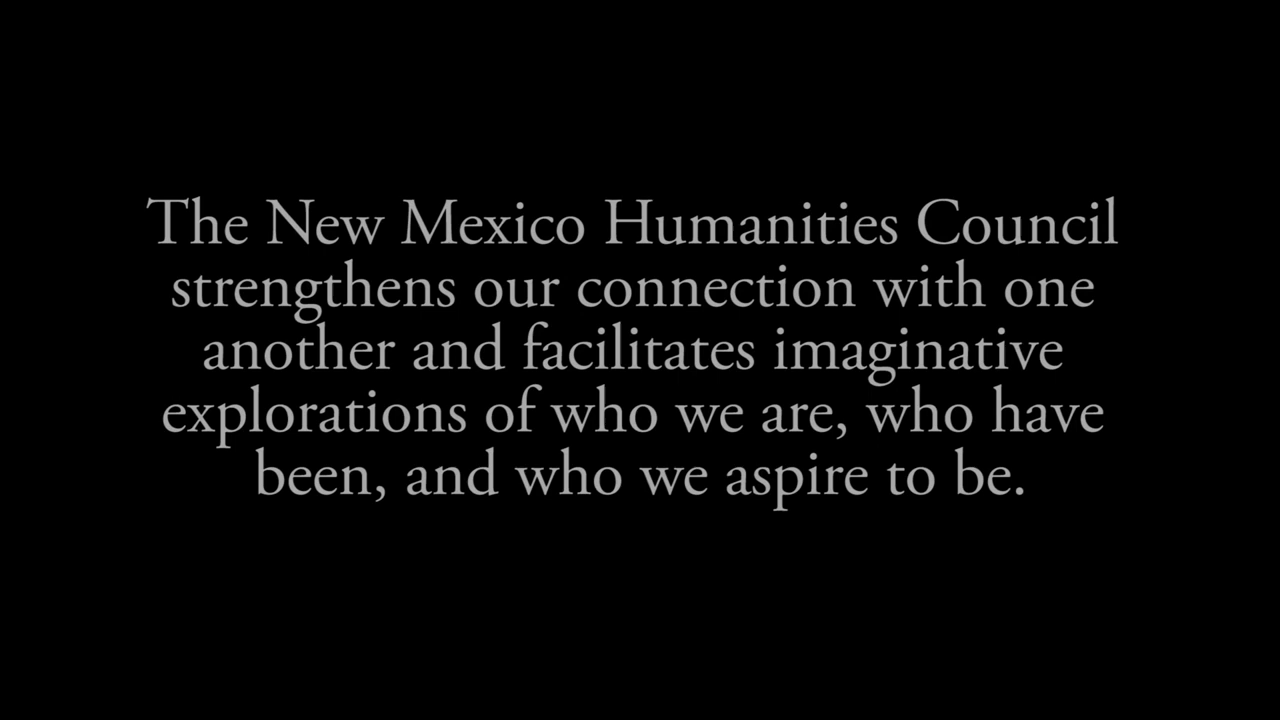 The New Mexico Humanities Council
strengthens our connection with one
another and facilitates imaginative
explorations of who we are, who have
been, and who we aspire to be.